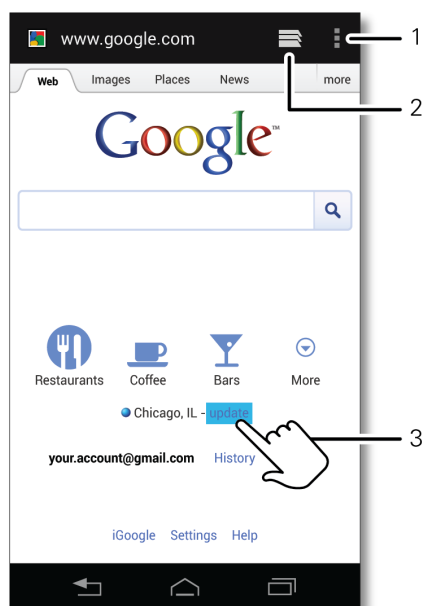 www.google.com
1
Web Images Places News more
2
Google™
Restaurants Coffee Bars More
Chicago, IL - update
3
your.account@gmail.com History
iGoogle Settings Help